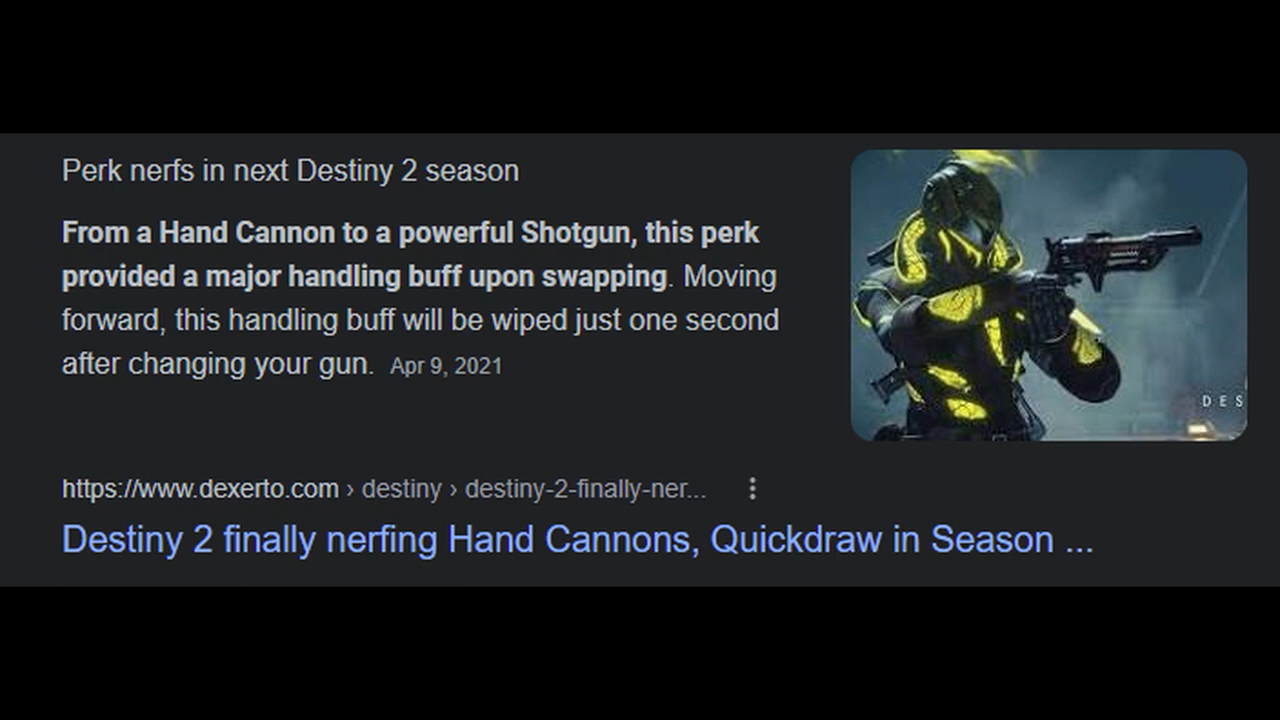 Perk nerfs in next Destiny 2 season
From a Hand Cannon to a powerful Shotgun, this perk
provided a major handling buff upon swapping. Moving
forward, this handling buff will be wiped just one second
after changing your gun. Apr 9, 2021
DES
https://www.dexerto.com › destiny › destiny-2-finally-ner...
Destiny 2 finally nerfing Hand Cannons, Quickdraw in Season ...